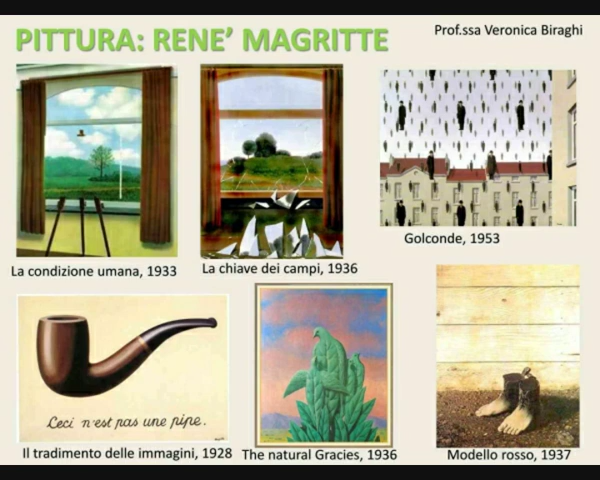 PITTURA: RENE' MAGRITTE
Prof.ssa Veronica Biraghi
La condizione umana, 1933
La chiave dei campi, 1936
Golconde, 1953
Ceci n'est pas une pipe.
Il tradimento delle immagini, 1928
The natural Gracies, 1936
Modello rosso, 1937